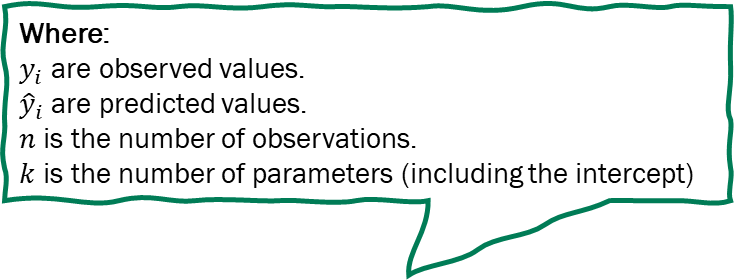 Where:
yᵢ are observed values.
ŷᵢ are predicted values.
n is the number of observations.
k is the number of parameters (including the intercept)